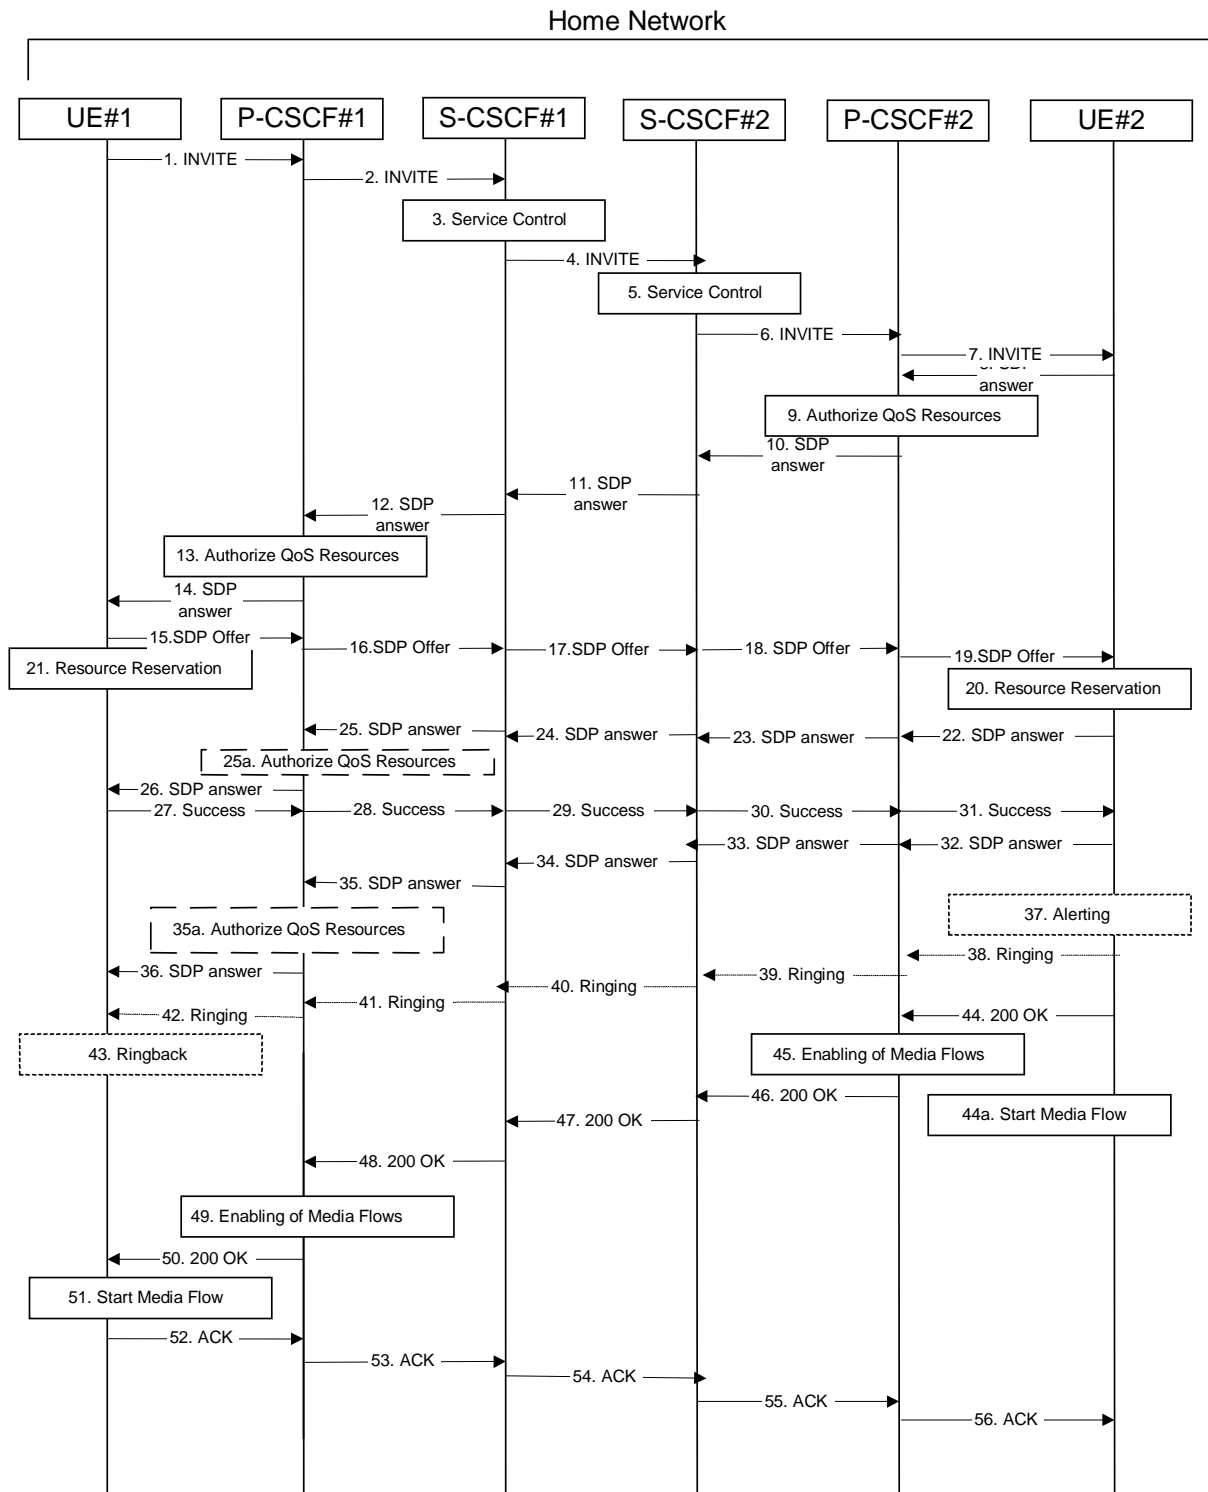 Home Network
UE#1
P-CSCF#1
S-CSCF#1
S-CSCF#2
P-CSCF#2
UE#2
1. INVITE
2. INVITE
3. Service Control
4. INVITE
5. Service Control
6. INVITE
7. INVITE
answer
9. Authorize QoS Resources
10. SDP
answer
11. SDP
answer
12. SDP
answer
13. Authorize QoS Resources
14. SDP
answer
15.SDP Offer
16.SDP Offer
17.SDP Offer
18. SDP Offer
19.SDP Offer
21. Resource Reservation
20. Resource Reservation
25. SDP answer
24. SDP answer
23. SDP answer
22. SDP answer
25a. Authorize QoS Resources
26. SDP answer
27. Success
28. Success
29. Success
30. Success
31. Success
33. SDP answer
32. SDP answer
34. SDP answer
35. SDP answer
35a. Authorize QoS Resources
37. Alerting
36. SDP answer
38. Ringing
39. Ringing
40. Ringing
41. Ringing
42. Ringing
44. 200 OK
43. Ringback
45. Enabling of Media Flows
46. 200 OK
47. 200 OK
44a. Start Media Flow
48. 200 OK
49. Enabling of Media Flows
50. 200 OK
51. Start Media Flow
52. ACK
53. ACK
54. ACK
55. ACK
56. ACK